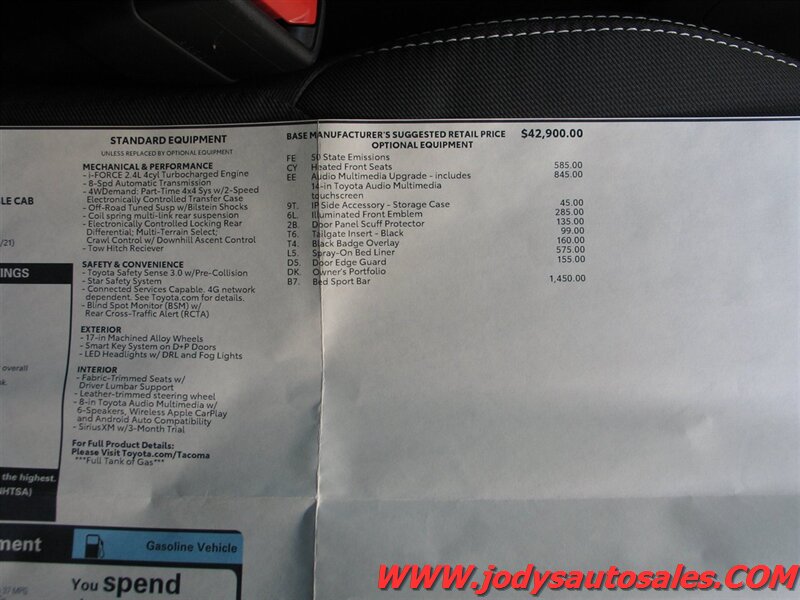 STANDARD EQUIPMENT
UNLESS REPLACED BY OPTIONAL EQUIPMENT
MECHANICAL & PERFORMANCE
- i-FORCE 2.4L 4cyl Turbocharged Engine
- 8-Spd Automatic Transmission
- 4WDemand: Part-Time 4x4 Sys w/2-Speed
Electronically Controlled Transfer Case
- Off-Road Tuned Susp w/Bilstein Shocks
- Coil spring multi-link rear suspension
- Electronically Controlled Locking Rear
Differential; Multi-Terrain Select;
Crawl Control w/ Downhill Ascent Control
- Tow Hitch Reciever
SAFETY & CONVENIENCE
- Toyota Safety Sense 3.0 w/Pre-Collision
- Star Safety System
- Connected Services Capable. 4G network
dependent. See Toyota.com for details.
- Blind Spot Monitor (BSM) w/
Rear Cross-Traffic Alert (RCTA)
EXTERIOR
- 17-in Machined Alloy Wheels
- Smart Key System on D+P Doors
- LED Headlights w/ DRL and Fog Lights
INTERIOR
- Fabric-Trimmed Seats w/
Driver Lumbar Support
- Leather-trimmed steering wheel
- 8-in Toyota Audio Multimedia w/
6-Speakers, Wireless Apple CarPlay
and Android Auto Compatibility
- SiriusXM w/3-Month Trial
For Full Product Details:
Please Visit Toyota.com/Tacoma
***Full Tank of Gas***
BASE MANUFACTURER'S SUGGESTED RETAIL PRICE $42,900.00
OPTIONAL EQUIPMENT
FE 50 State Emissions
CY Heated Front Seats 585.00
EE Audio Multimedia Upgrade - includes 845.00
14-in Toyota Audio Multimedia
touchscreen
9T. IP Side Accessory - Storage Case 45.00
6L. Illuminated Front Emblem 285.00
2B. Door Panel Scuff Protector 135.00
T6. Tailgate Insert - Black 99.00
T4. Black Badge Overlay 160.00
L5. Spray-On Bed Liner 575.00
D5. Door Edge Guard 155.00
DK. Owner's Portfolio
B7. Bed Sport Bar 1,450.00
LE CAB
/21)
NGS
overall
nk.
the highest.
NHTSA)
ment
Gasoline Vehicle
37 MPG
You spend
WWW.jodysautosales.COM